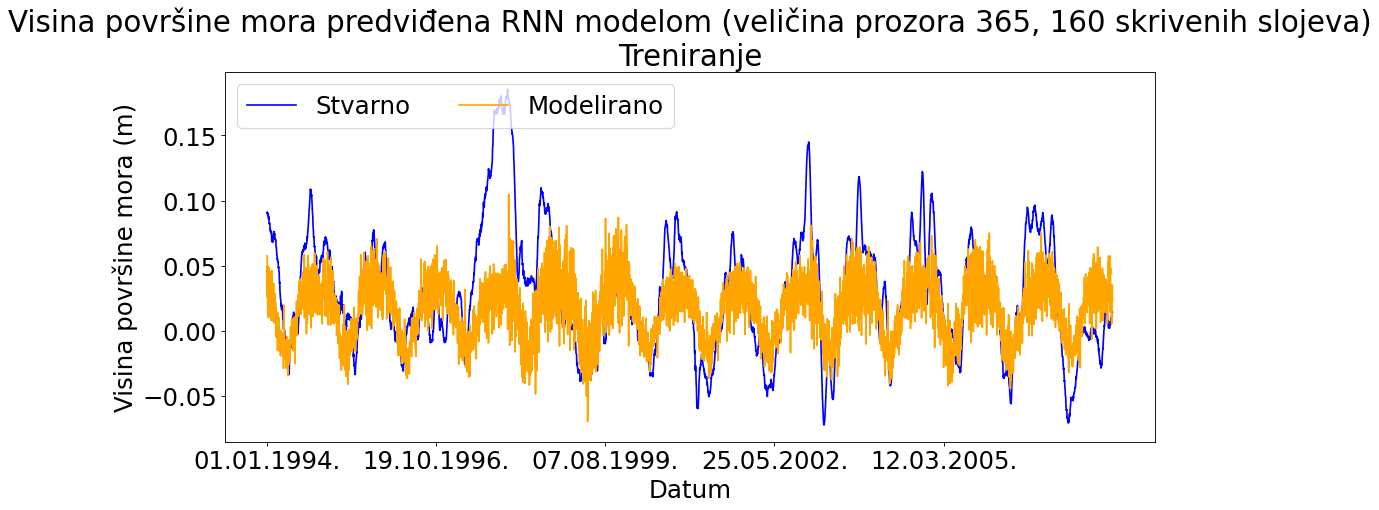 Visina površine mora predviđena RNN modelom (veličina prozora 365, 160 skrivenih slojeva)
Treniranje
Stvarno
Modelirano
Visina površine mora (m)
0.15
0.10
0.05
0.00
−0.05
01.01.1994.
19.10.1996.
07.08.1999.
25.05.2002.
12.03.2005.
Datum